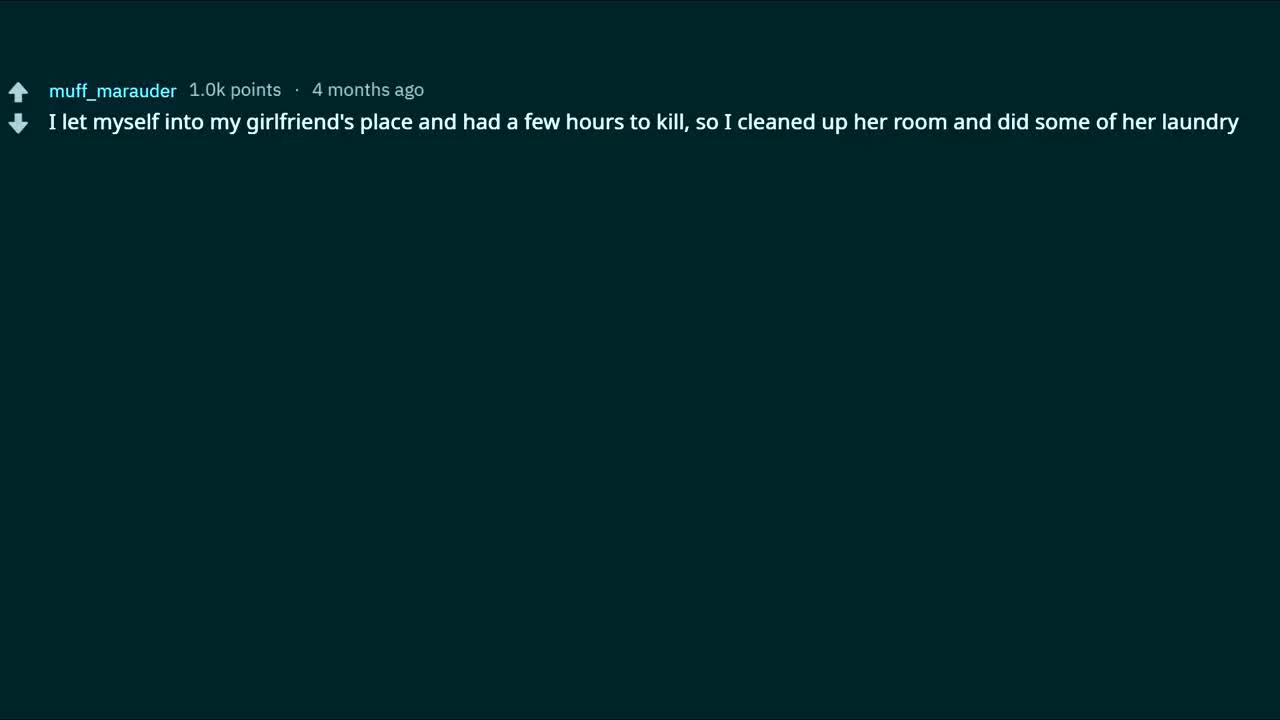 muff_marauder 1.0k points · 4 months ago
I let myself into my girlfriend's place and had a few hours to kill, so I cleaned up her room and did some of her laundry